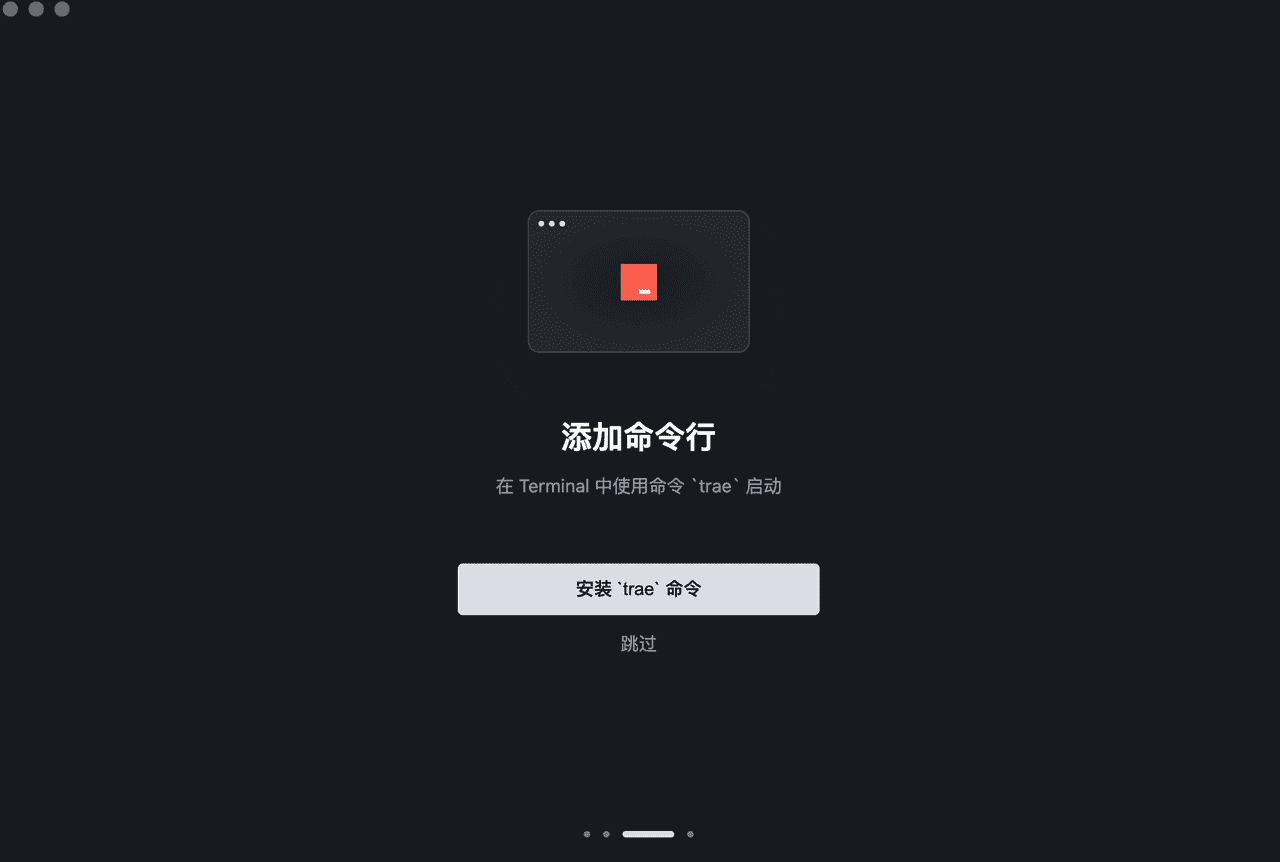 添加命令行
在 Terminal 中使用命令 `trae` 启动
安装 `trae` 命令
跳过